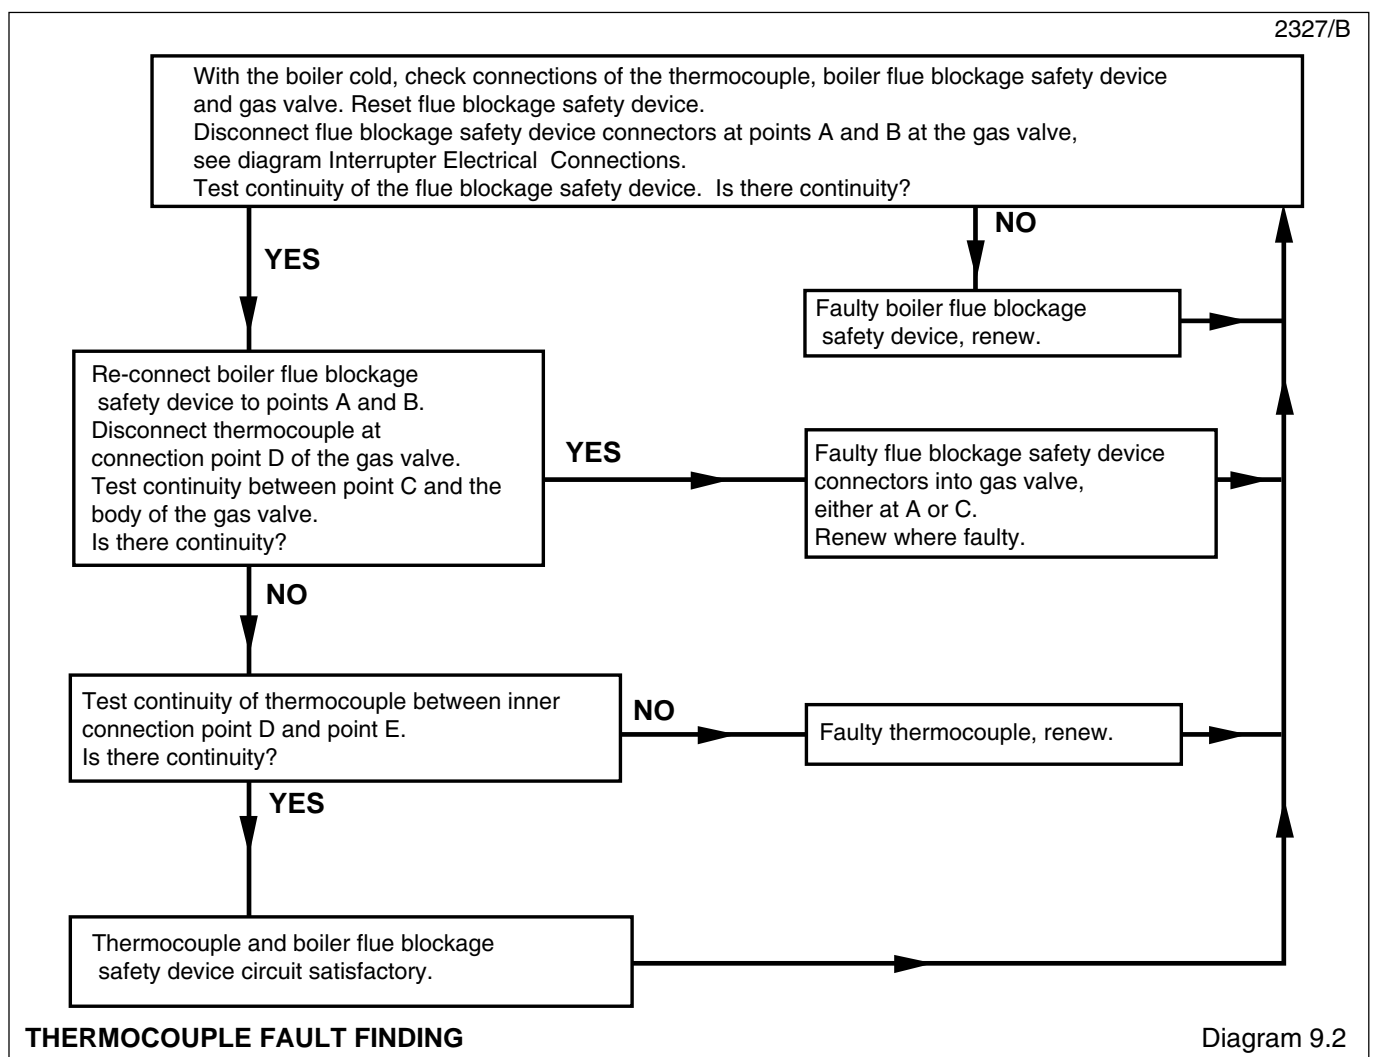 2327/B
With the boiler cold, check connections of the thermocouple, boiler flue blockage safety device
and gas valve. Reset flue blockage safety device.
Disconnect flue blockage safety device connectors at points A and B at the gas valve,
see diagram Interrupter Electrical Connections.
Test continuity of the flue blockage safety device. Is there continuity?
NO
YES
Faulty boiler flue blockage
safety device, renew.
Re-connect boiler flue blockage
safety device to points A and B.
Disconnect thermocouple at
connection point D of the gas valve.
Test continuity between point C and the
body of the gas valve.
Is there continuity?
YES
Faulty flue blockage safety device
connectors into gas valve,
either at A or C.
Renew where faulty.
NO
Test continuity of thermocouple between inner
connection point D and point E.
Is there continuity?
NO
Faulty thermocouple, renew.
YES
Thermocouple and boiler flue blockage
safety device circuit satisfactory.
THERMOCOUPLE FAULT FINDING
Diagram 9.2